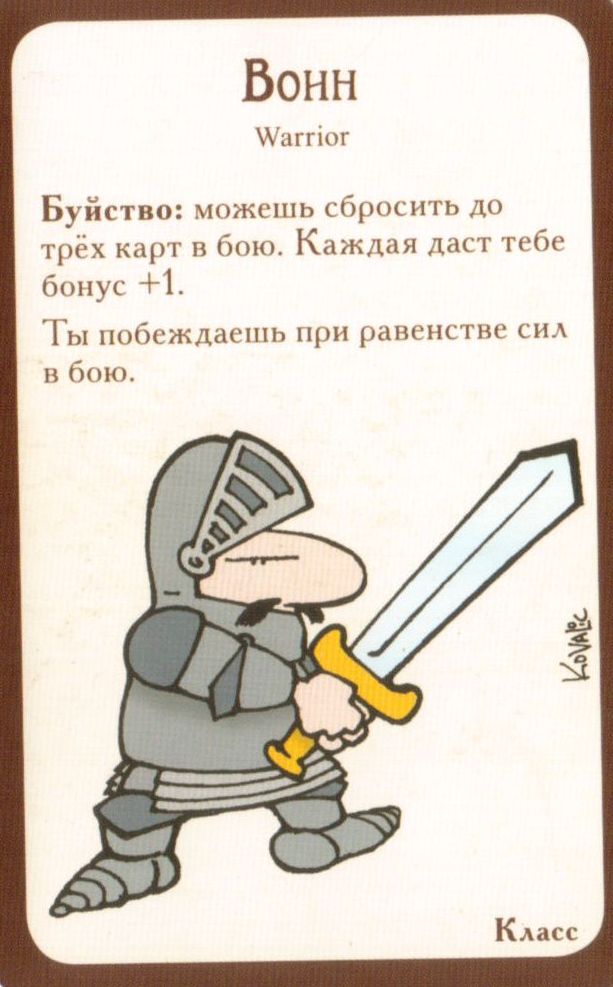 Воин
Warrior
Буйство: можешь сбросить до
трёх карт в бою. Каждая даст тебе
бонус +1.
Ты побеждаешь при равенстве сил
в бою.
KOVALIC
Класс